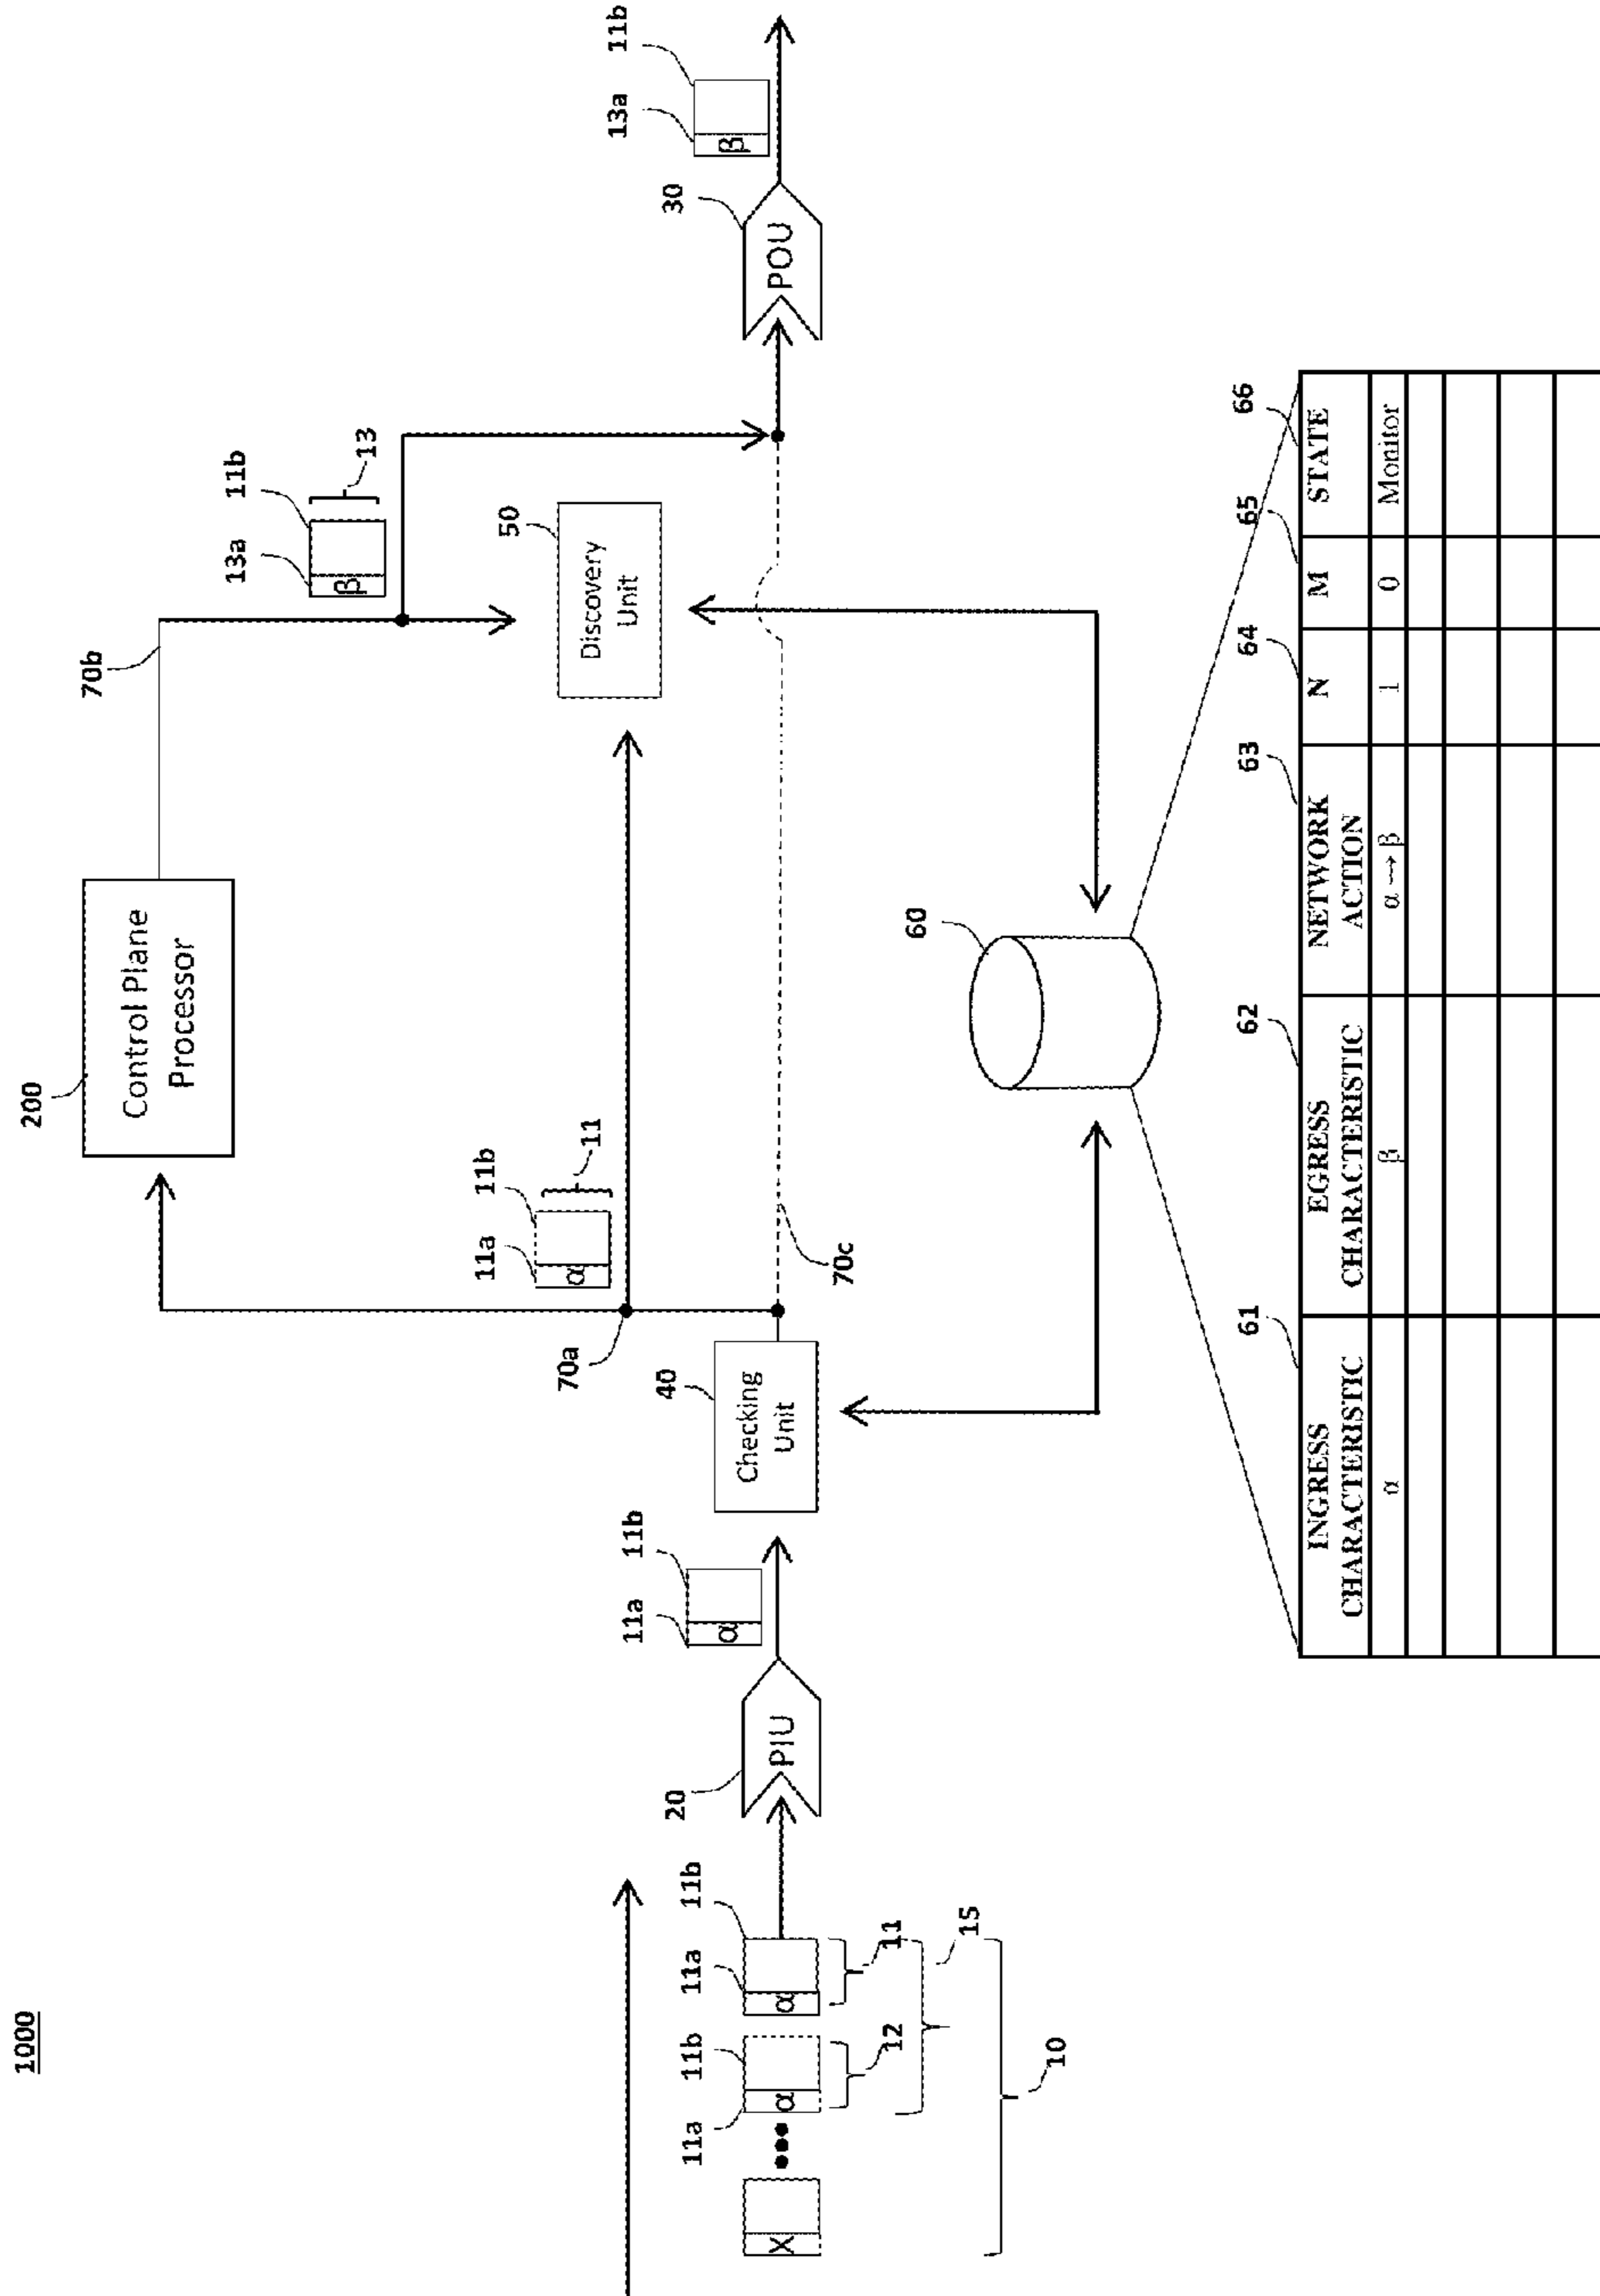 1000
200
Control Plane
Processor
70b
13a
11b
13
β
50
Discovery
Unit
11a
11b
11
α
70a
40
Checking
Unit
70c
11a
11b
α
20
PIU
30
POU
13a
11b
β
11a
11b
11a
11b
X
α
α
12
11
15
10
60
61
62
63
64
65
66
INGRESS
CHARACTERISTIC
EGRESS
CHARACTERISTIC
NETWORK
ACTION
N
M
STATE
α
β
α → β
1
0
Monitor